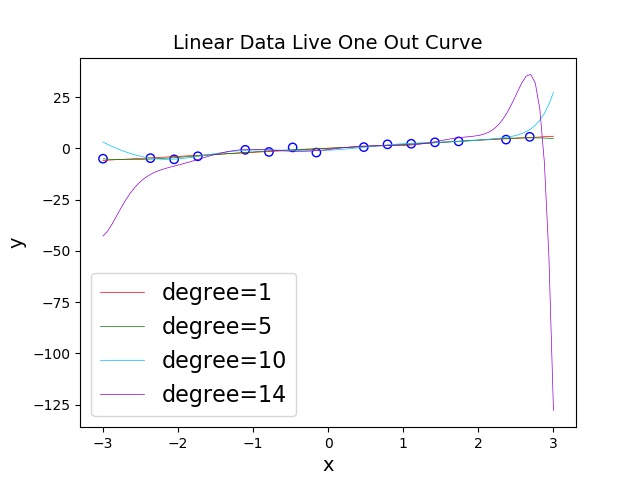 Linear Data Live One Out Curve
25
0
−25
−50
−75
−100
−125
y
degree=1
degree=5
degree=10
degree=14
−3 −2 −1 0 1 2 3
x